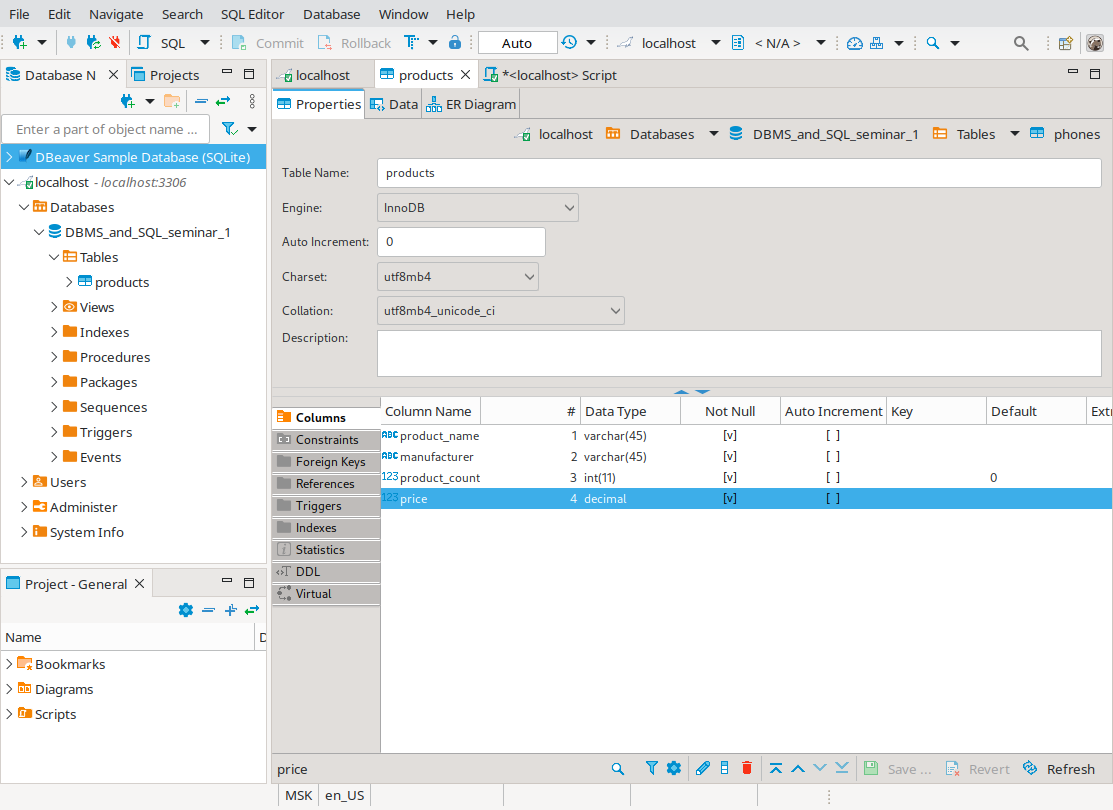 File Edit Navigate Search SQL Editor Database Window Help
SQL Commit Rollback Auto localhost < N/A >
Database N Projects
Enter a part of object name ...
DBeaver Sample Database (SQLite)
localhost - localhost:3306
Databases
DBMS_and_SQL_seminar_1
Tables
products
Views
Indexes
Procedures
Packages
Sequences
Triggers
Events
Users
Administer
System Info
Project - General
Name D
Bookmarks
Diagrams
Scripts
localhost products *<localhost> Script
Properties Data ER Diagram
localhost Databases DBMS_and_SQL_seminar_1 Tables phones
Table Name: products
Engine: InnoDB
Auto Increment: 0
Charset: utf8mb4
Collation: utf8mb4_unicode_ci
Description:
Columns
Constraints
Foreign Keys
References
Triggers
Indexes
Statistics
DDL
Virtual
Column Name # Data Type Not Null Auto Increment Key Default Extr
ABC product_name 1 varchar(45) [v] [ ]
ABC manufacturer 2 varchar(45) [v] [ ]
123 product_count 3 int(11) [v] [ ] 0
123 price 4 decimal [v] [ ]
price Save ... Revert Refresh
MSK en_US